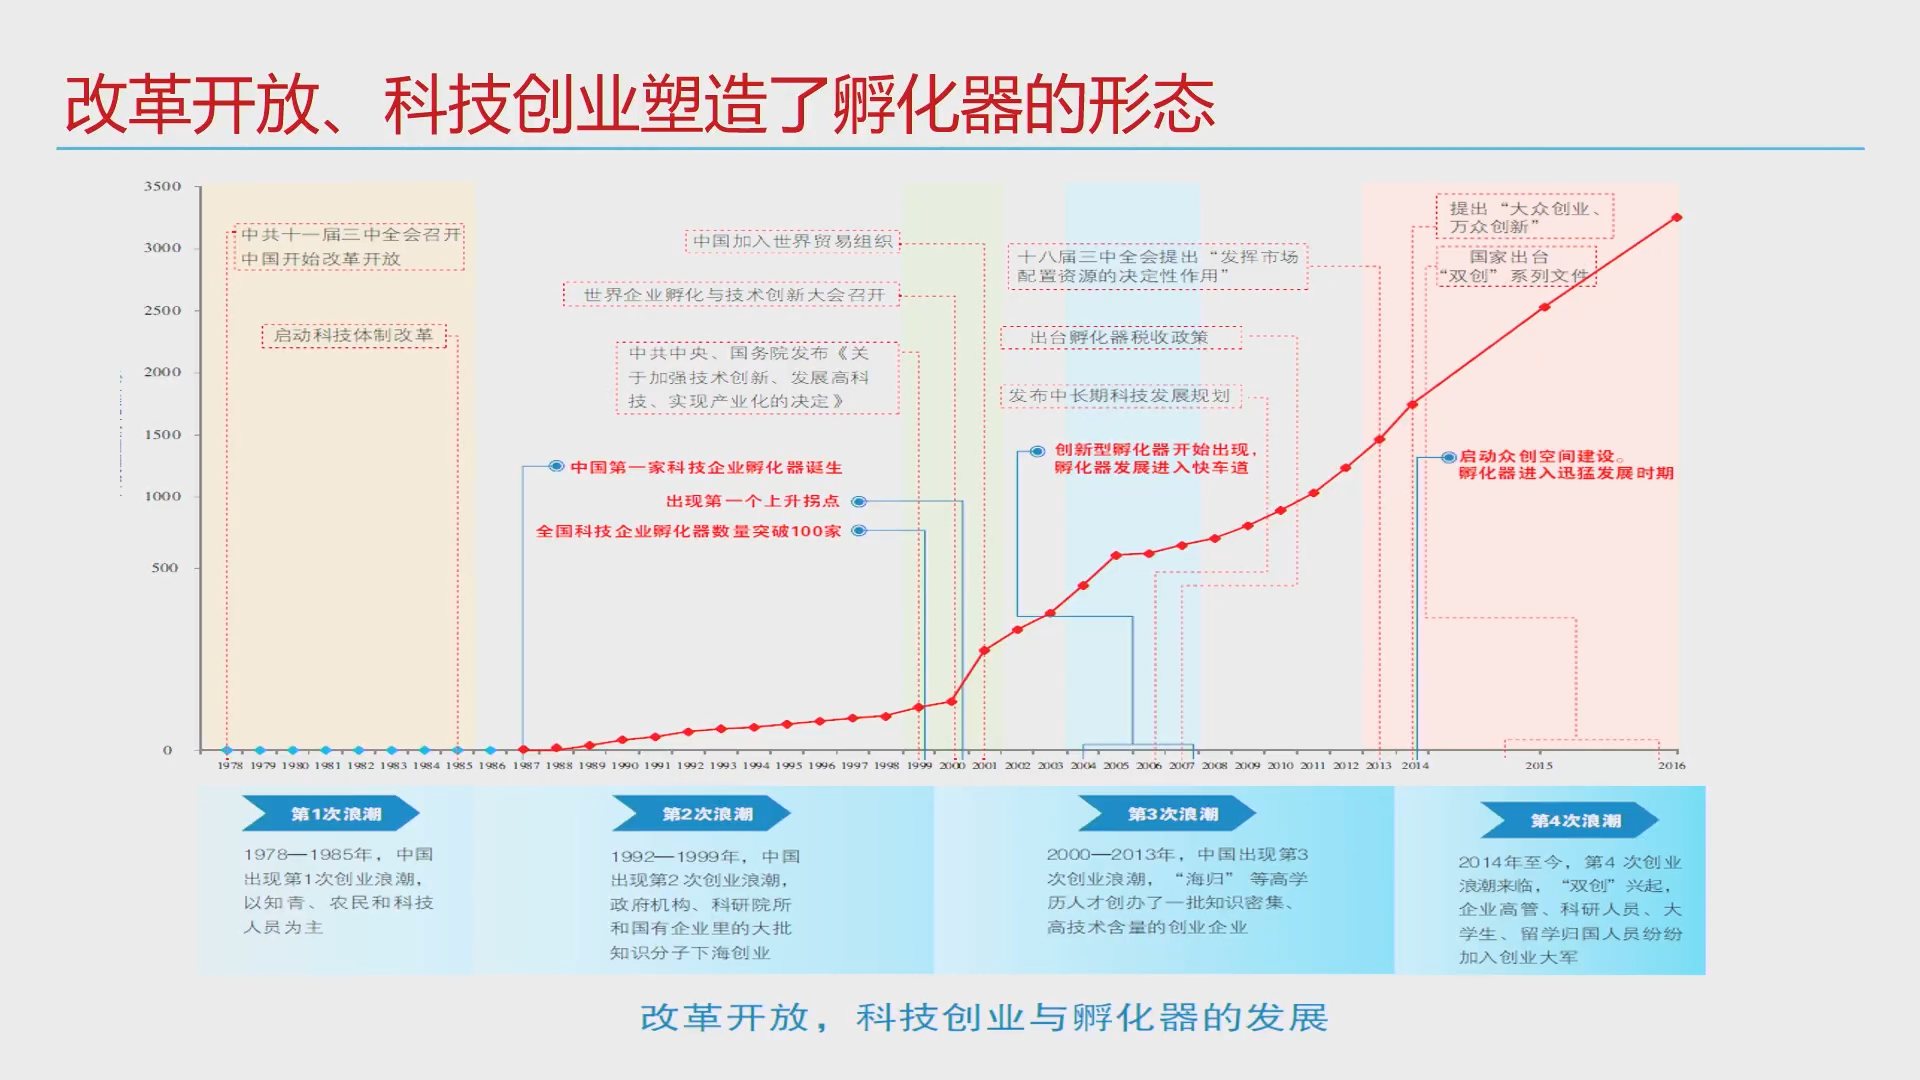 改革开放、科技创业塑造了孵化器的形态
3500
3000
2500
2000
1500
1000
500
0
中共十一届三中全会召开
中国开始改革开放
启动科技体制改革
中国加入世界贸易组织
世界企业孵化与技术创新大会召开
中共中央、国务院发布《关
于加强技术创新、发展高科
技、实现产业化的决定》
中国第一家科技企业孵化器诞生
出现第一个上升拐点
全国科技企业孵化器数量突破100家
十八届三中全会提出“发挥市场
配置资源的决定性作用”
出台孵化器税收政策
发布中长期科技发展规划
创新型孵化器开始出现，
孵化器发展进入快车道
提出“大众创业、
万众创新”
国家出台
“双创”系列文件
启动众创空间建设。
孵化器进入迅猛发展时期
1978 1979 1980 1981 1982 1983 1984 1985 1986 1987 1988 1989 1990 1991 1992 1993 1994 1995 1996 1997 1998 1999 2000 2001 2002 2003 2004 2005 2006 2007 2008 2009 2010 2011 2012 2013 2014 2015 2016
第1次浪潮
1978—1985年，中国
出现第1次创业浪潮，
以知青、农民和科技
人员为主
第2次浪潮
1992—1999年，中国
出现第2次创业浪潮，
政府机构、科研院所
和国有企业里的大批
知识分子下海创业
第3次浪潮
2000—2013年，中国出现第3
次创业浪潮，“海归”等高学
历人才创办了一批知识密集、
高技术含量的创业企业
第4次浪潮
2014年至今，第4次创业
浪潮来临，“双创”兴起，
企业高管、科研人员、大
学生、留学归国人员纷纷
加入创业大军
改革开放，科技创业与孵化器的发展